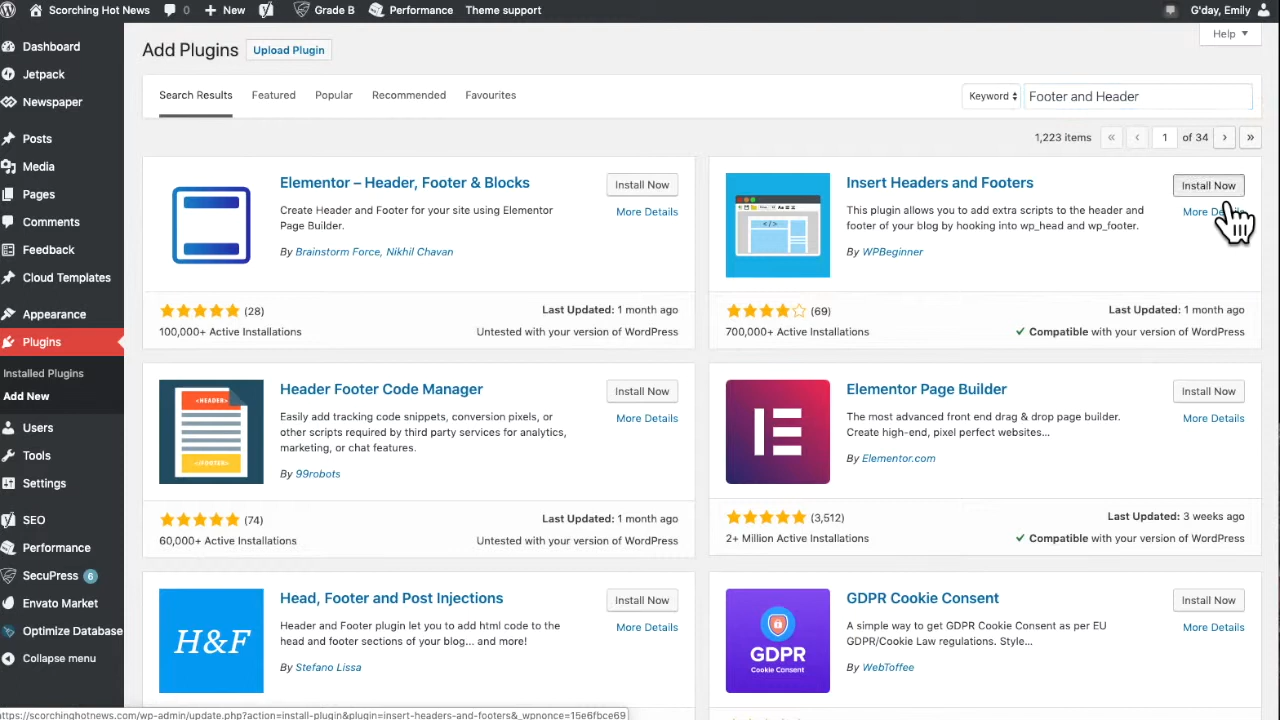 Scorching Hot News 0 New Grade B Performance Theme support G'day, Emily
Help
Dashboard
Jetpack
Newspaper
Posts
Media
Pages
Comments
Feedback
Cloud Templates
Appearance
Plugins
Installed Plugins
Add New
Users
Tools
Settings
SEO
Performance
SecuPress 6
Envato Market
Optimize Database
Collapse menu
Add Plugins Upload Plugin
Search Results Featured Popular Recommended Favourites Keyword Footer and Header
1,223 items « ‹ 1 of 34 › »
Elementor – Header, Footer & Blocks
Install Now
More Details
Create Header and Footer for your site using Elementor
Page Builder.
By Brainstorm Force, Nikhil Chavan
(28)
Last Updated: 1 month ago
100,000+ Active Installations
Untested with your version of WordPress
Insert Headers and Footers
Install Now
This plugin allows you to add extra scripts to the header and
footer of your blog by hooking into wp_head and wp_footer.
By WPBeginner
More
(69)
Last Updated: 1 month ago
700,000+ Active Installations
✓ Compatible with your version of WordPress
<HEADER>
<FOOTER>
Header Footer Code Manager
Install Now
More Details
Easily add tracking code snippets, conversion pixels, or
other scripts required by third party services for analytics,
marketing, or chat features.
By 99robots
(74)
Last Updated: 1 month ago
60,000+ Active Installations
Untested with your version of WordPress
Elementor Page Builder
Install Now
More Details
The most advanced front end drag & drop page builder.
Create high-end, pixel perfect websites...
By Elementor.com
(3,512)
Last Updated: 3 weeks ago
2+ Million Active Installations
✓ Compatible with your version of WordPress
H&F
Head, Footer and Post Injections
Install Now
More Details
Header and Footer plugin let you to add html code to the
head and footer sections of your blog... and more!
By Stefano Lissa
GDPR
Cookie Consent
GDPR Cookie Consent
Install Now
More Details
A simple way to get GDPR Cookie Consent as per EU
GDPR/Cookie Law regulations. Style...
By WebToffee
https://scorchinghotnews.com/wp-admin/update.php?action=install-plugin&plugin=insert-headers-and-footers&_wpnonce=15e6fbce69